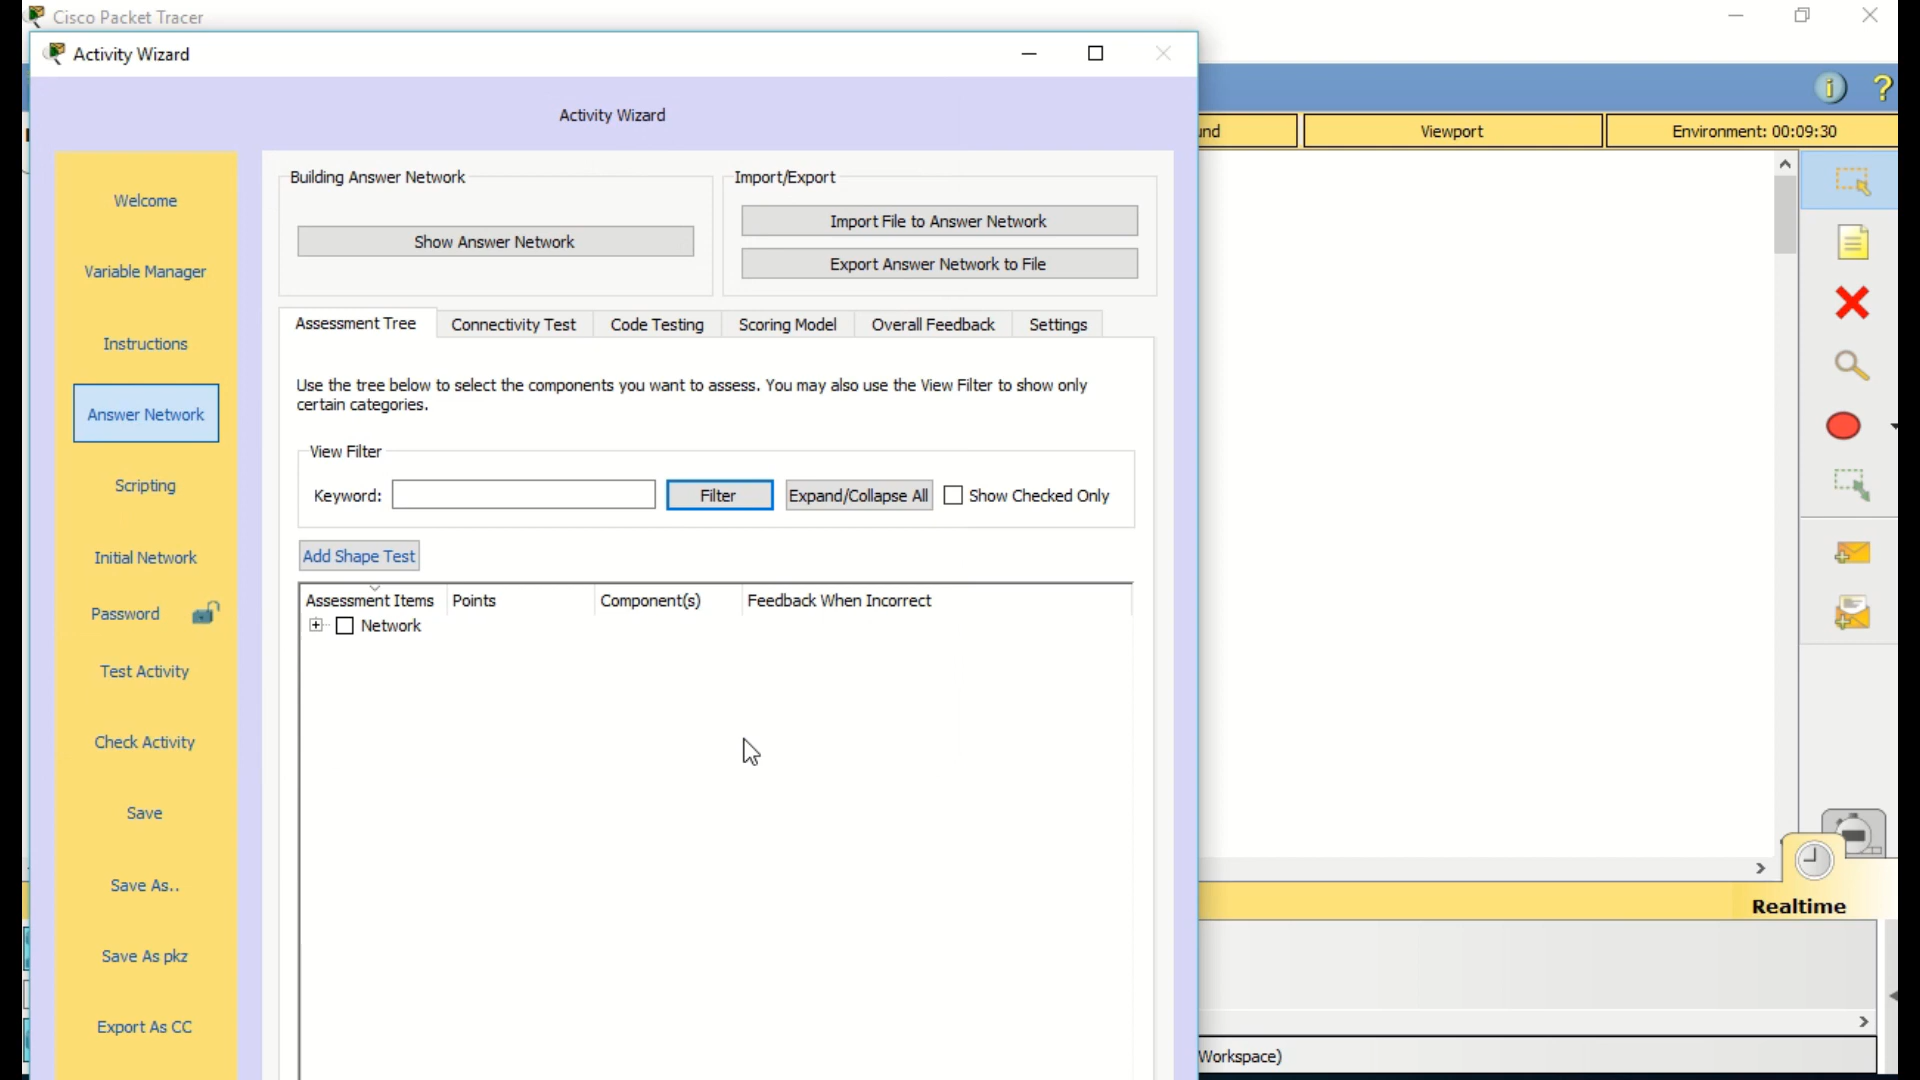 Cisco Packet Tracer
Activity Wizard
Activity Wizard
Viewport
Environment: 00:09:30
Welcome
Variable Manager
Instructions
Answer Network
Scripting
Initial Network
Password
Test Activity
Check Activity
Save
Save As..
Save As pkz
Export As CC
Building Answer Network
Show Answer Network
Import/Export
Import File to Answer Network
Export Answer Network to File
Assessment Tree
Connectivity Test
Code Testing
Scoring Model
Overall Feedback
Settings
Use the tree below to select the components you want to assess. You may also use the View Filter to show only
certain categories.
View Filter
Keyword:
Filter
Expand/Collapse All
Show Checked Only
Add Shape Test
Assessment Items
Points
Component(s)
Feedback When Incorrect
Network
Realtime
Workspace)